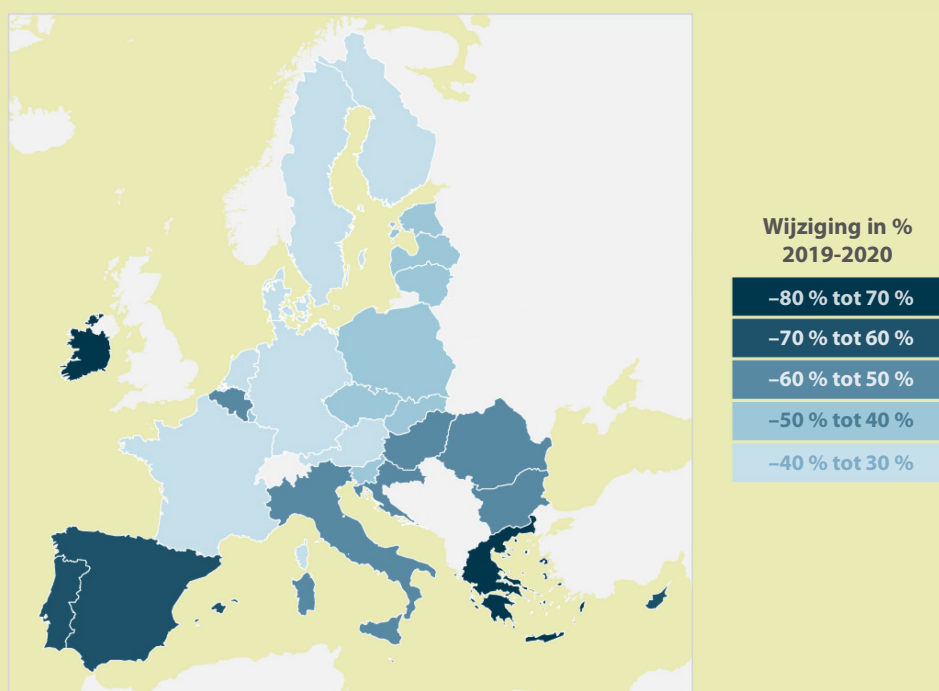 Wijziging in %
2019-2020
–80 % tot 70 %
–70 % tot 60 %
–60 % tot 50 %
–50 % tot 40 %
–40 % tot 30 %